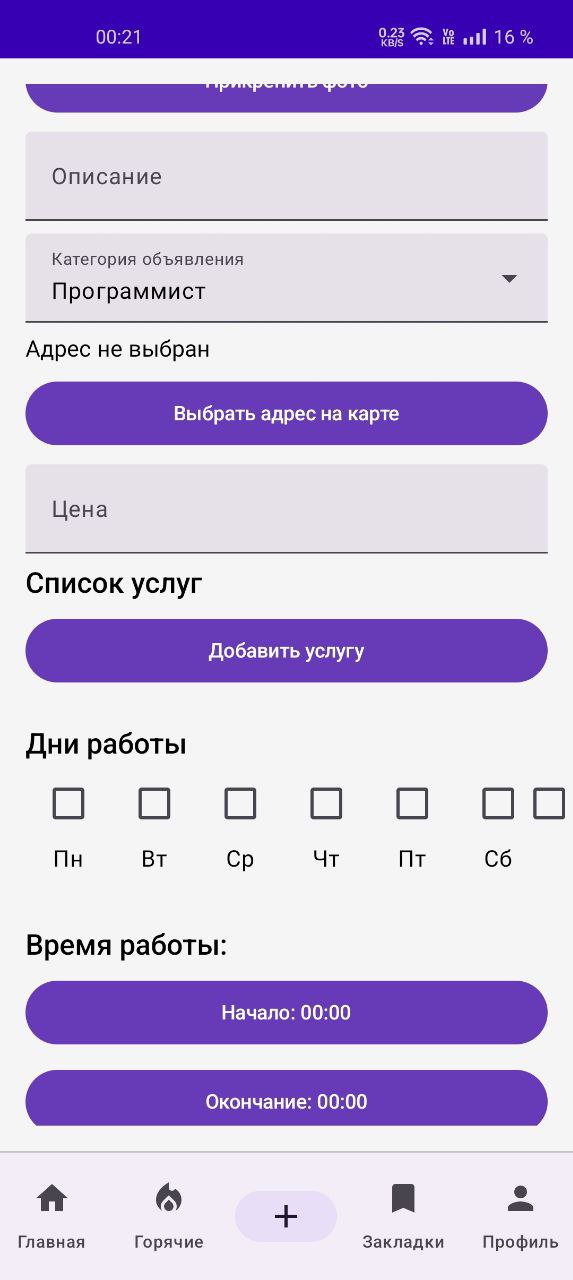 00:21 0.23 KB/S Vo LTE 16 %
Прикрепить фото
Описание
Категория объявления
Программист
Адрес не выбран
Выбрать адрес на карте
Цена
Список услуг
Добавить услугу
Дни работы
Пн Вт Ср Чт Пт Сб
Время работы:
Начало: 00:00
Окончание: 00:00
Главная Горячие Закладки Профиль